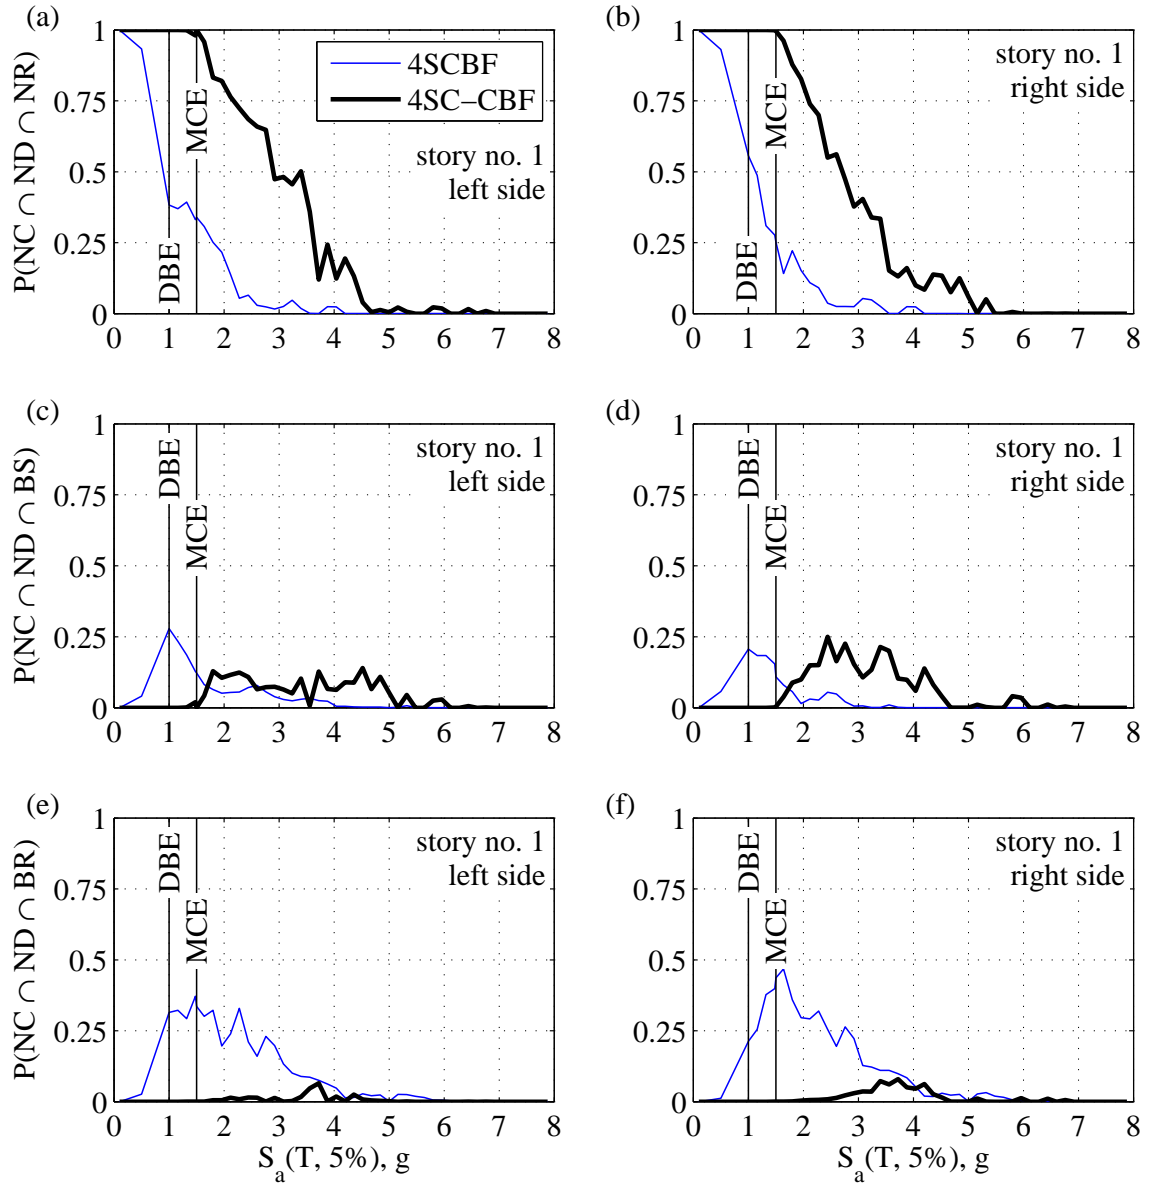 (a)
P(NC ∩ ND ∩ NR)
1
0.75
0.5
0.25
0
DBE
MCE
4SCBF
4SC−CBF
story no. 1
left side
0 1 2 3 4 5 6 7 8
(b)
1
0.75
0.5
0.25
0
DBE
MCE
story no. 1
right side
0 1 2 3 4 5 6 7 8
(c)
P(NC ∩ ND ∩ BS)
1
0.75
0.5
0.25
0
DBE
MCE
story no. 1
left side
0 1 2 3 4 5 6 7 8
(d)
1
0.75
0.5
0.25
0
DBE
MCE
story no. 1
right side
0 1 2 3 4 5 6 7 8
(e)
P(NC ∩ ND ∩ BR)
1
0.75
0.5
0.25
0
DBE
MCE
story no. 1
left side
0 1 2 3 4 5 6 7 8
S_a(T, 5%), g
(f)
1
0.75
0.5
0.25
0
DBE
MCE
story no. 1
right side
0 1 2 3 4 5 6 7 8
S_a(T, 5%), g